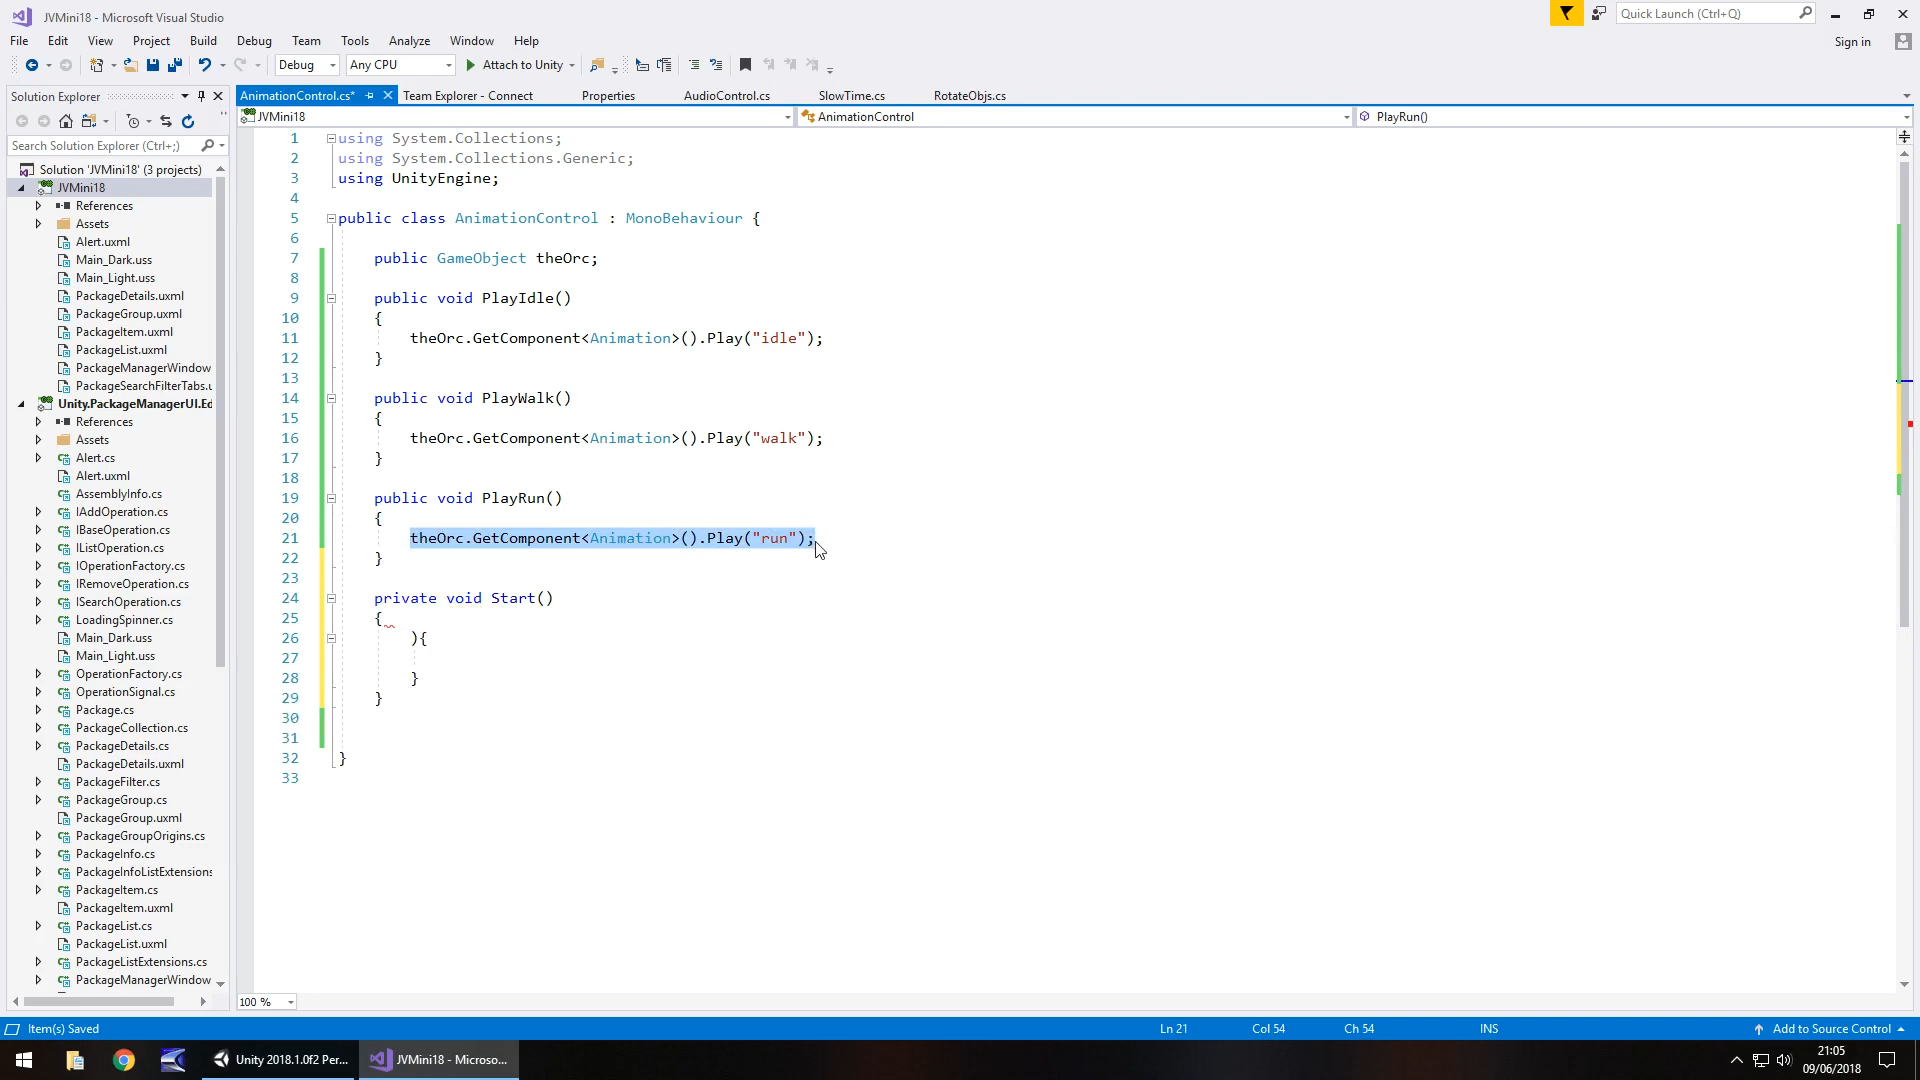 JVMini18 - Microsoft Visual Studio
Quick Launch (Ctrl+Q)
File Edit View Project Build Debug Team Tools Analyze Window Help
Sign in
Debug Any CPU Attach to Unity
Solution Explorer
AnimationControl.cs* Team Explorer - Connect Properties AudioControl.cs SlowTime.cs RotateObjs.cs
JVMini18 AnimationControl PlayRun()
Search Solution Explorer (Ctrl+;)
Solution 'JVMini18' (3 projects)
JVMini18
References
Assets
Alert.uxml
Main_Dark.uss
Main_Light.uss
PackageDetails.uxml
PackageGroup.uxml
PackageItem.uxml
PackageList.uxml
PackageManagerWindow
PackageSearchFilterTabs.u
Unity.PackageManagerUI.Ed
References
Assets
Alert.cs
Alert.uxml
AssemblyInfo.cs
IAddOperation.cs
IBaseOperation.cs
IListOperation.cs
IOperationFactory.cs
IRemoveOperation.cs
ISearchOperation.cs
LoadingSpinner.cs
Main_Dark.uss
Main_Light.uss
OperationFactory.cs
OperationSignal.cs
Package.cs
PackageCollection.cs
PackageDetails.cs
PackageDetails.uxml
PackageFilter.cs
PackageGroup.cs
PackageGroup.uxml
PackageGroupOrigins.cs
PackageInfo.cs
PackageInfoListExtensions
PackageItem.cs
PackageItem.uxml
PackageList.cs
PackageList.uxml
PackageListExtensions.cs
PackageManagerWindow
1 using System.Collections;
2 using System.Collections.Generic;
3 using UnityEngine;
4
5 public class AnimationControl : MonoBehaviour {
6
7 public GameObject theOrc;
8
9 public void PlayIdle()
10 {
11 theOrc.GetComponent<Animation>().Play("idle");
12 }
13
14 public void PlayWalk()
15 {
16 theOrc.GetComponent<Animation>().Play("walk");
17 }
18
19 public void PlayRun()
20 {
21 theOrc.GetComponent<Animation>().Play("run");
22 }
23
24 private void Start()
25 {
26 ){
27
28 }
29 }
30
31
32 }
33
100 %
Item(s) Saved Ln 21 Col 54 Ch 54 INS Add to Source Control
Unity 2018.1.0f2 Per... JVMini18 - Microso...
21:05
09/06/2018